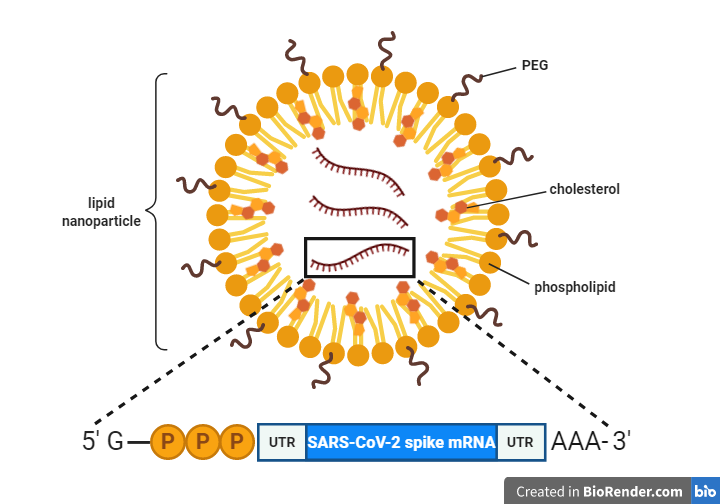 PEG
cholesterol
lipid
nanoparticle
phospholipid
5' G P P P UTR SARS-CoV-2 spike mRNA UTR AAA- 3'
Created in BioRender.com bio